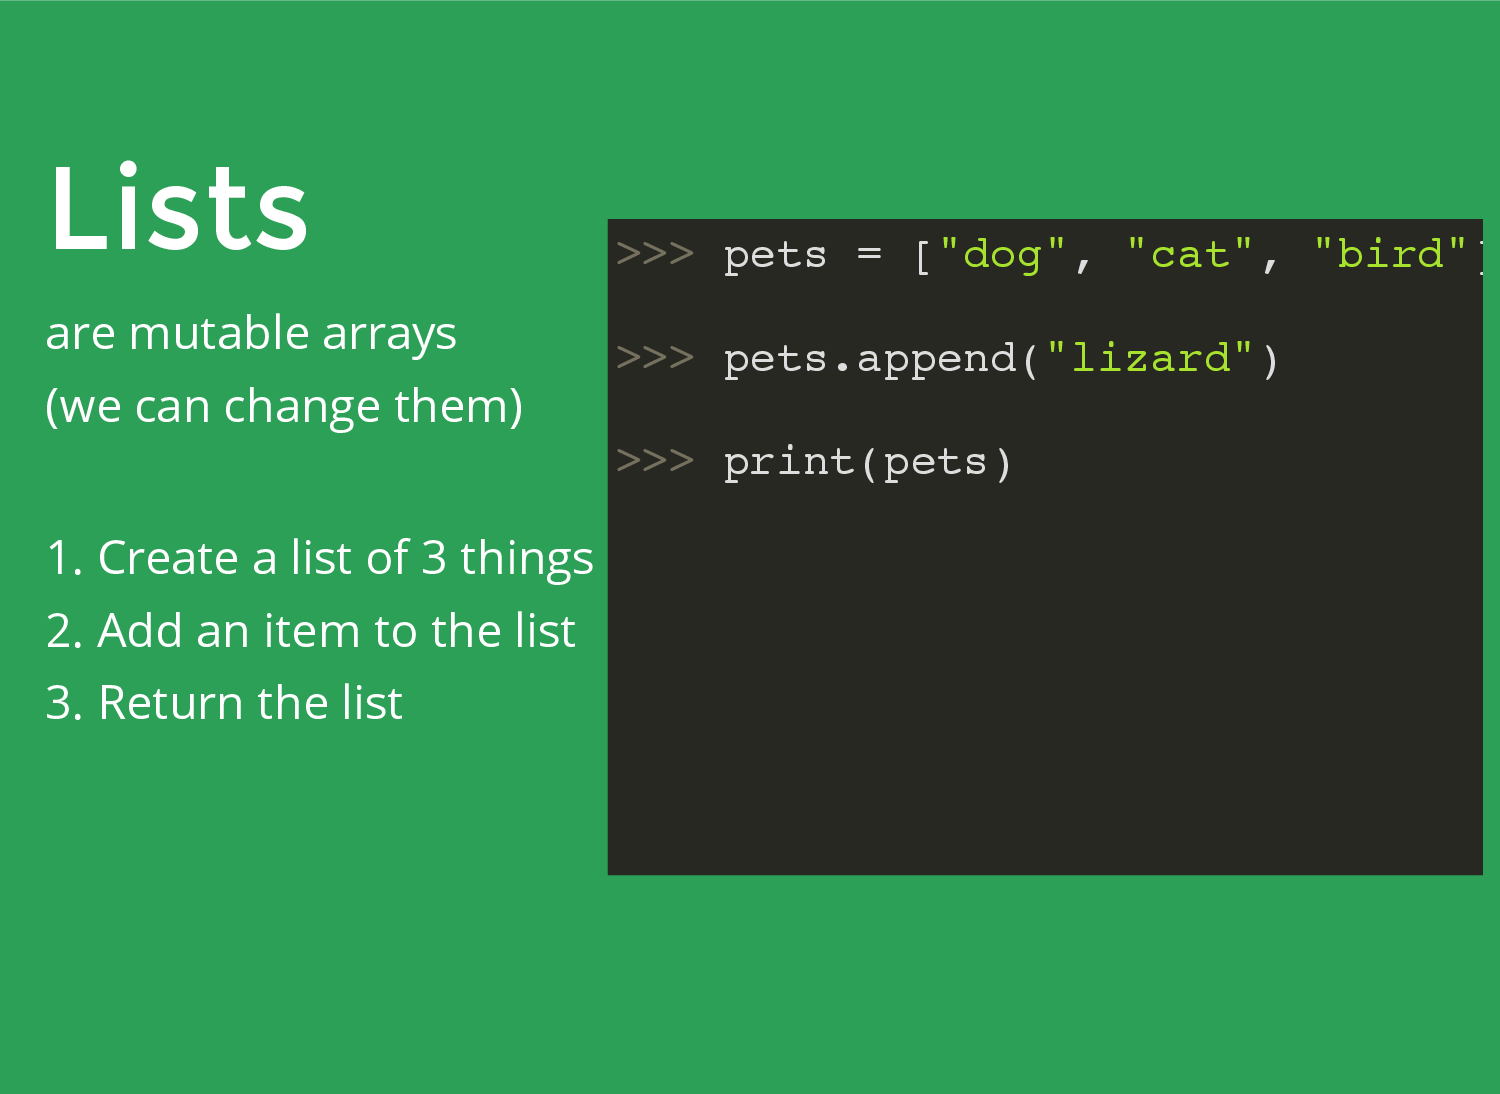 Lists
are mutable arrays
(we can change them)
1. Create a list of 3 things
2. Add an item to the list
3. Return the list
>>> pets = ["dog", "cat", "bird"]
>>> pets.append("lizard")
>>> print(pets)